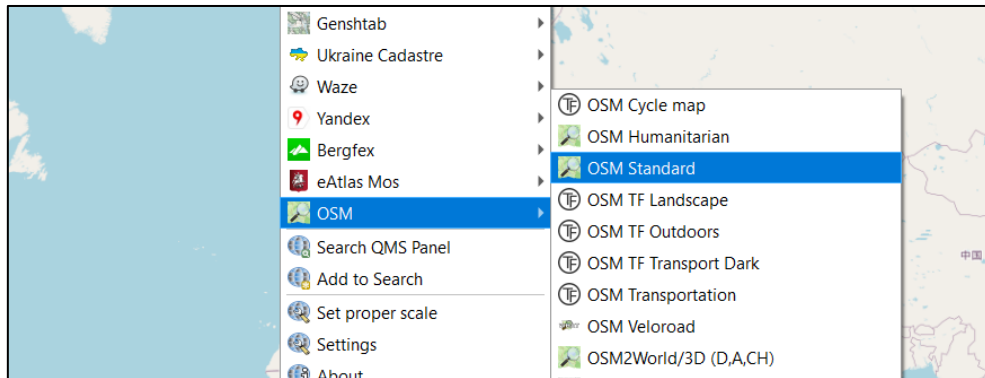 Genshtab
Ukraine Cadastre
Waze
Yandex
Bergfex
eAtlas Mos
OSM
Search QMS Panel
Add to Search
Set proper scale
Settings
About
OSM Cycle map
OSM Humanitarian
OSM Standard
OSM TF Landscape
OSM TF Outdoors
OSM TF Transport Dark
OSM Transportation
OSM Veloroad
OSM2World/3D (D,A,CH)
中国